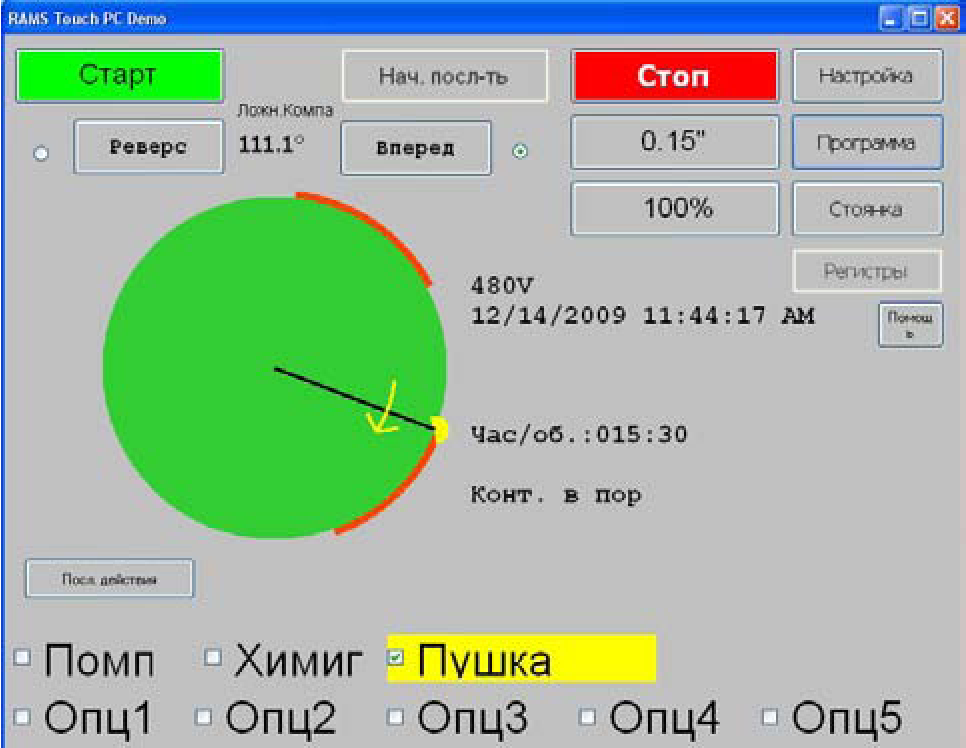 RAMS Touch PC Demo
Старт
Нач. посл-ть
Стоп
Настройка
Ложн.Компа
Реверс
111.1°
Вперед
0.15"
Программа
100%
Стоянка
Регистры
480V
12/14/2009 11:44:17 AM
Помощ
ь
Час/об.:015:30
Конт. в пор
Посл. действия
Помп
Химиг
Пушка
Опц1
Опц2
Опц3
Опц4
Опц5